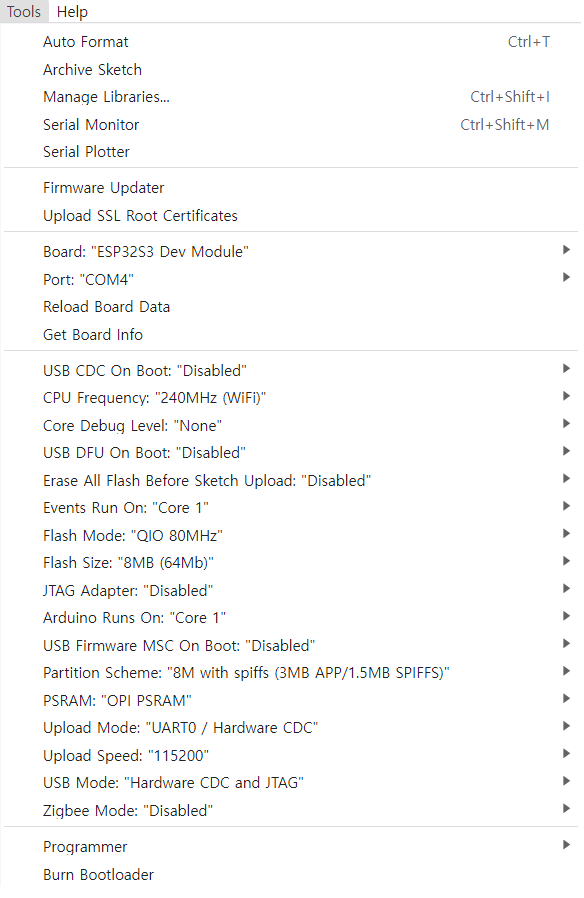 Tools Help
Auto Format Ctrl+T
Archive Sketch
Manage Libraries... Ctrl+Shift+I
Serial Monitor Ctrl+Shift+M
Serial Plotter
Firmware Updater
Upload SSL Root Certificates
Board: "ESP32S3 Dev Module"
Port: "COM4"
Reload Board Data
Get Board Info
USB CDC On Boot: "Disabled"
CPU Frequency: "240MHz (WiFi)"
Core Debug Level: "None"
USB DFU On Boot: "Disabled"
Erase All Flash Before Sketch Upload: "Disabled"
Events Run On: "Core 1"
Flash Mode: "QIO 80MHz"
Flash Size: "8MB (64Mb)"
JTAG Adapter: "Disabled"
Arduino Runs On: "Core 1"
USB Firmware MSC On Boot: "Disabled"
Partition Scheme: "8M with spiffs (3MB APP/1.5MB SPIFFS)"
PSRAM: "OPI PSRAM"
Upload Mode: "UART0 / Hardware CDC"
Upload Speed: "115200"
USB Mode: "Hardware CDC and JTAG"
Zigbee Mode: "Disabled"
Programmer
Burn Bootloader